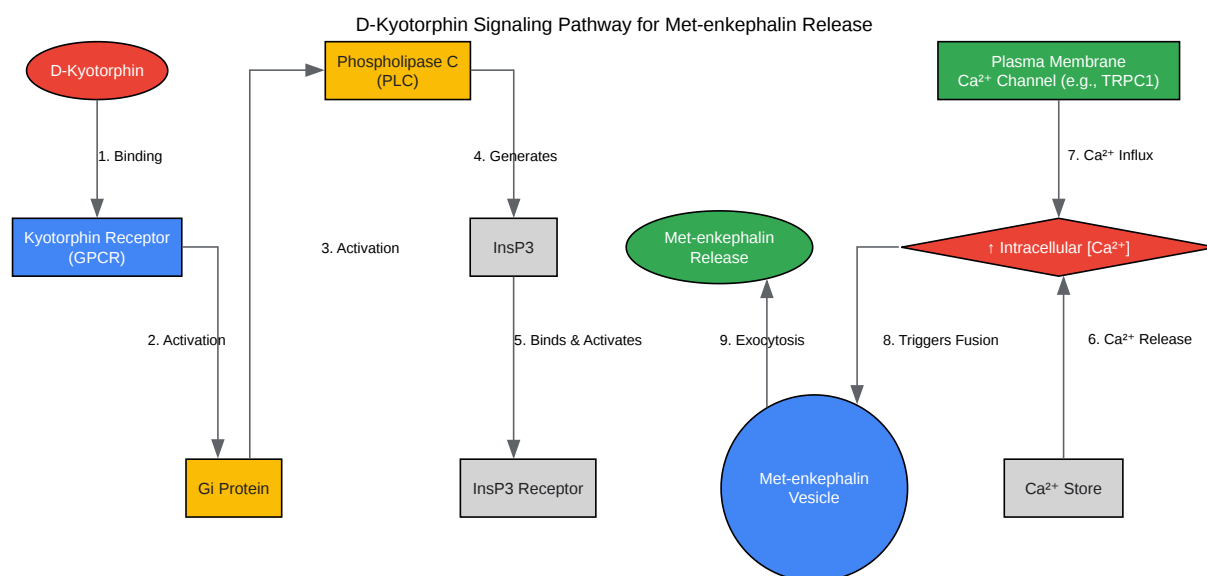 D-Kyotorphin Signaling Pathway for Met-enkephalin Release
D-Kyotorphin
Phospholipase C
(PLC)
Plasma Membrane
Ca²⁺ Channel (e.g., TRPC1)
1. Binding
4. Generates
7. Ca²⁺ Influx
Kyotorphin Receptor
(GPCR)
3. Activation
InsP3
Met-enkephalin
Release
↑ Intracellular [Ca²⁺]
2. Activation
5. Binds & Activates
9. Exocytosis
8. Triggers Fusion
6. Ca²⁺ Release
Gi Protein
InsP3 Receptor
Met-enkephalin
Vesicle
Ca²⁺ Store